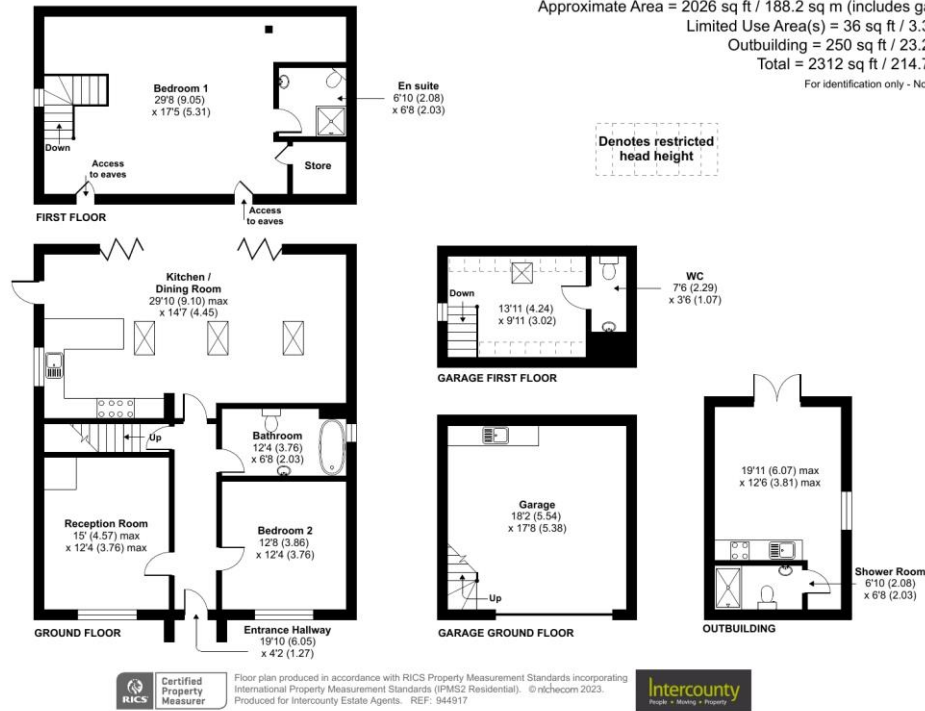 Approximate Area = 2026 sq ft / 188.2 sq m (includes ga
Limited Use Area(s) = 36 sq ft / 3.3
Outbuilding = 250 sq ft / 23.2
Total = 2312 sq ft / 214.7
For identification only - No
Denotes restricted
head height
Bedroom 1
29'8 (9.05)
x 17'5 (5.31)
En suite
6'10 (2.08)
x 6'8 (2.03)
Down
Store
Access
to eaves
Access
to eaves
FIRST FLOOR
Kitchen /
Dining Room
29'10 (9.10) max
x 14'7 (4.45)
Up
Bathroom
12'4 (3.76)
x 6'8 (2.03)
Reception Room
15' (4.57) max
x 12'4 (3.76) max
Bedroom 2
12'8 (3.86)
x 12'4 (3.76)
GROUND FLOOR
Entrance Hallway
19'10 (6.05)
x 4'2 (1.27)
Down
13'11 (4.24)
x 9'11 (3.02)
WC
7'6 (2.29)
x 3'6 (1.07)
GARAGE FIRST FLOOR
Garage
18'2 (5.54)
x 17'8 (5.38)
Up
GARAGE GROUND FLOOR
19'11 (6.07) max
x 12'6 (3.81) max
Shower Room
6'10 (2.08)
x 6'8 (2.03)
OUTBUILDING
RICS
Certified
Property
Measurer
Floor plan produced in accordance with RICS Property Measurement Standards incorporating
International Property Measurement Standards (IPMS2 Residential). © nichecom 2023.
Produced for Intercounty Estate Agents. REF: 944917
Intercounty
People • Moving • Property